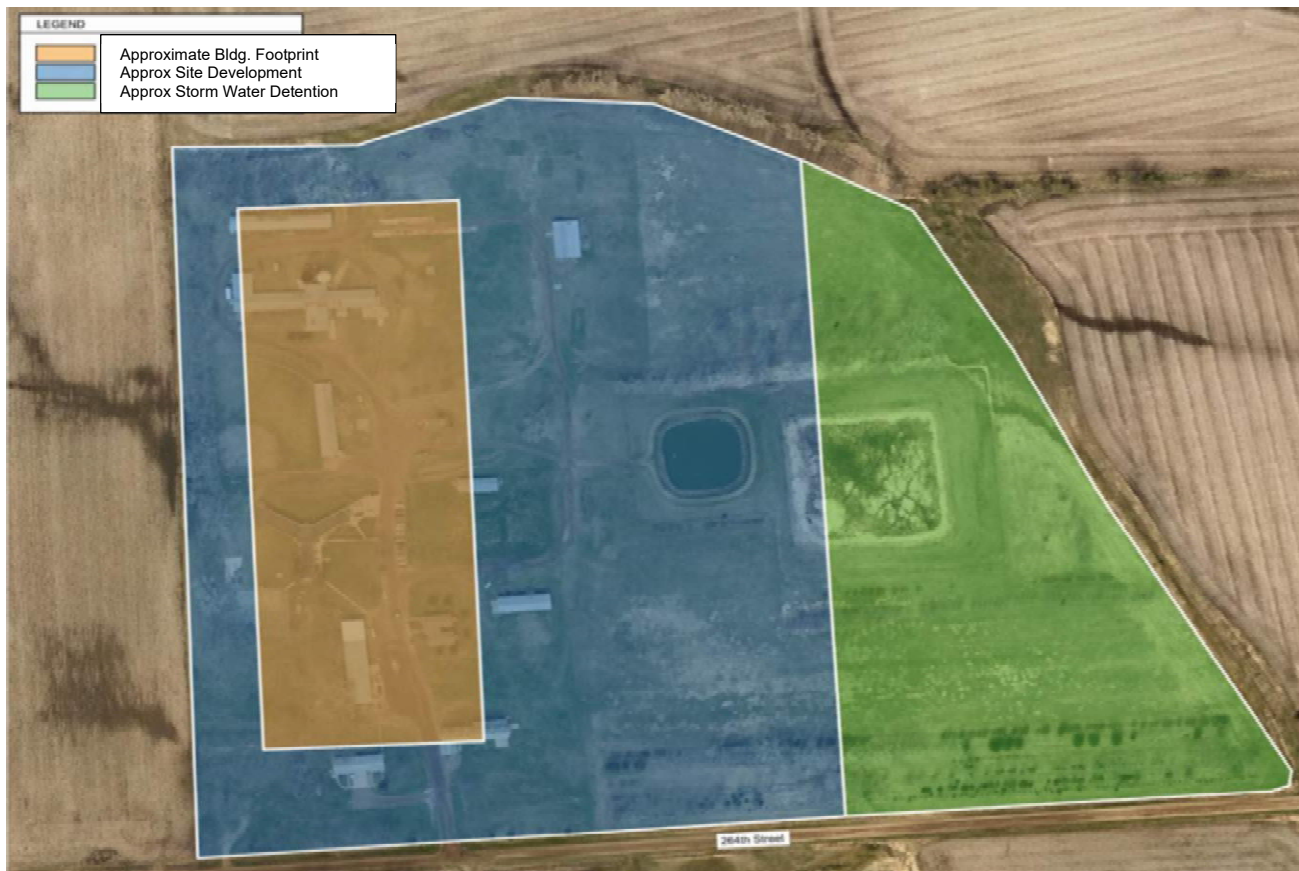 LEGEND
Approximate Bldg. Footprint
Approx Site Development
Approx Storm Water Detention
264th Street